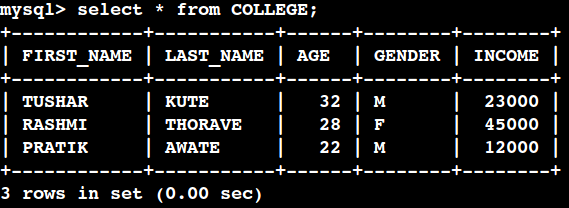 mysql> select * from COLLEGE;
+------------+-----------+------+--------+--------+
| FIRST_NAME | LAST_NAME | AGE  | GENDER | INCOME |
+------------+-----------+------+--------+--------+
| TUSHAR     | KUTE      |   32 | M      |  23000 |
| RASHMI     | THORAVE   |   28 | F      |  45000 |
| PRATIK     | AWATE     |   22 | M      |  12000 |
+------------+-----------+------+--------+--------+
3 rows in set (0.00 sec)